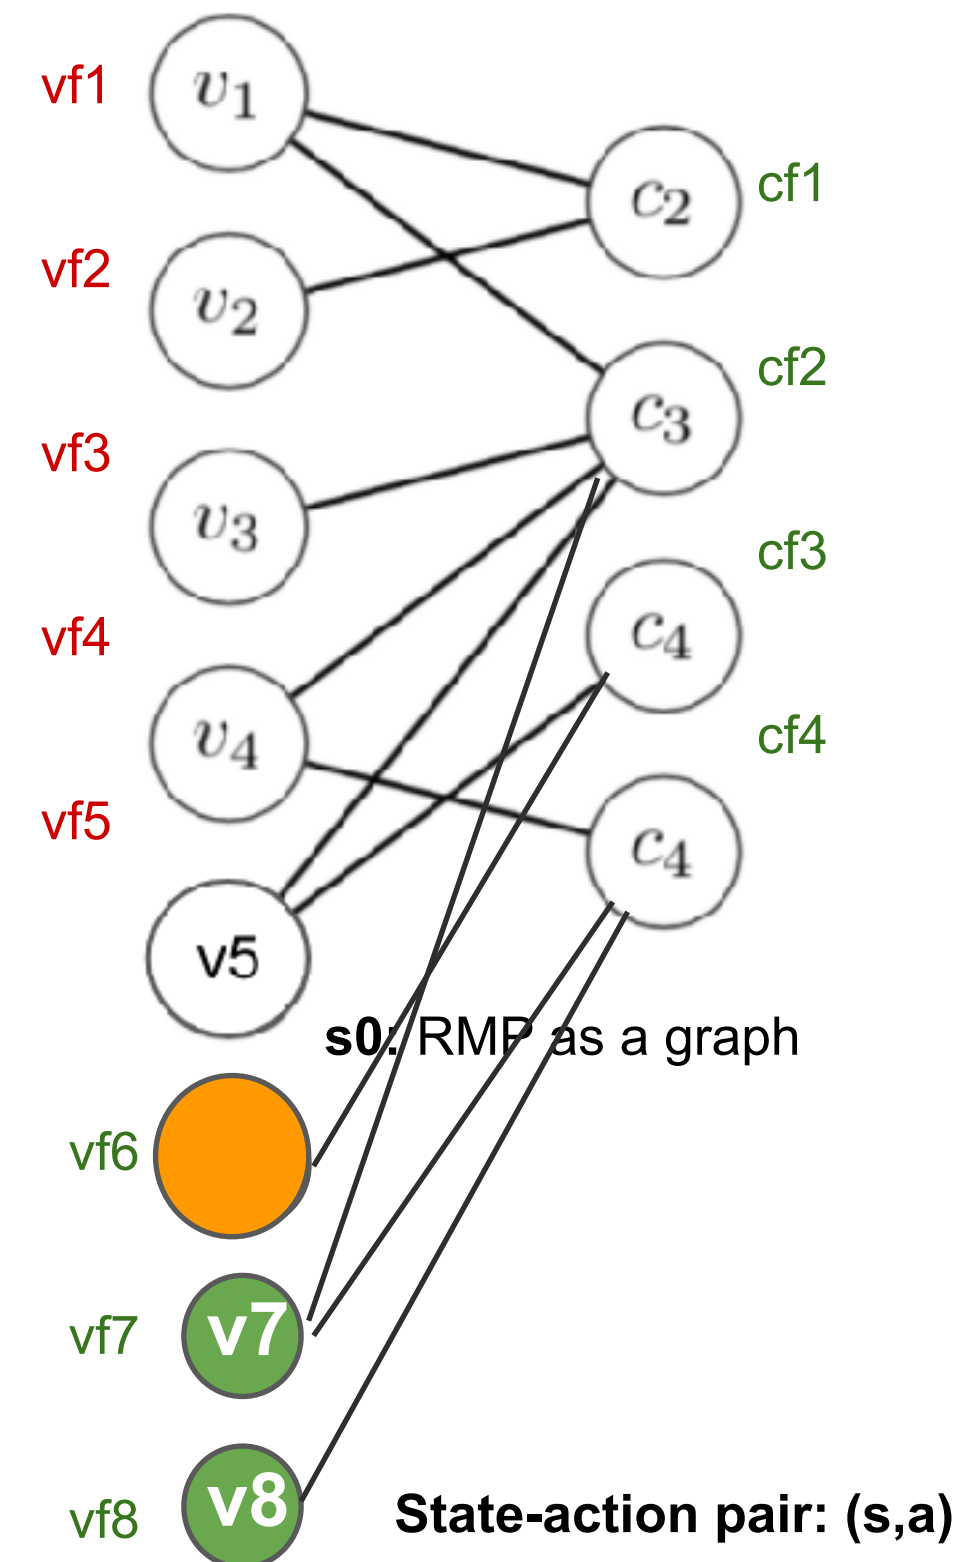 vf1
v1
c2
cf1
vf2
v2
cf2
c3
vf3
v3
cf3
c4
vf4
v4
cf4
c4
vf5
v5
s0: RMP as a graph
vf6
vf7
v7
vf8
v8
State-action pair: (s,a)